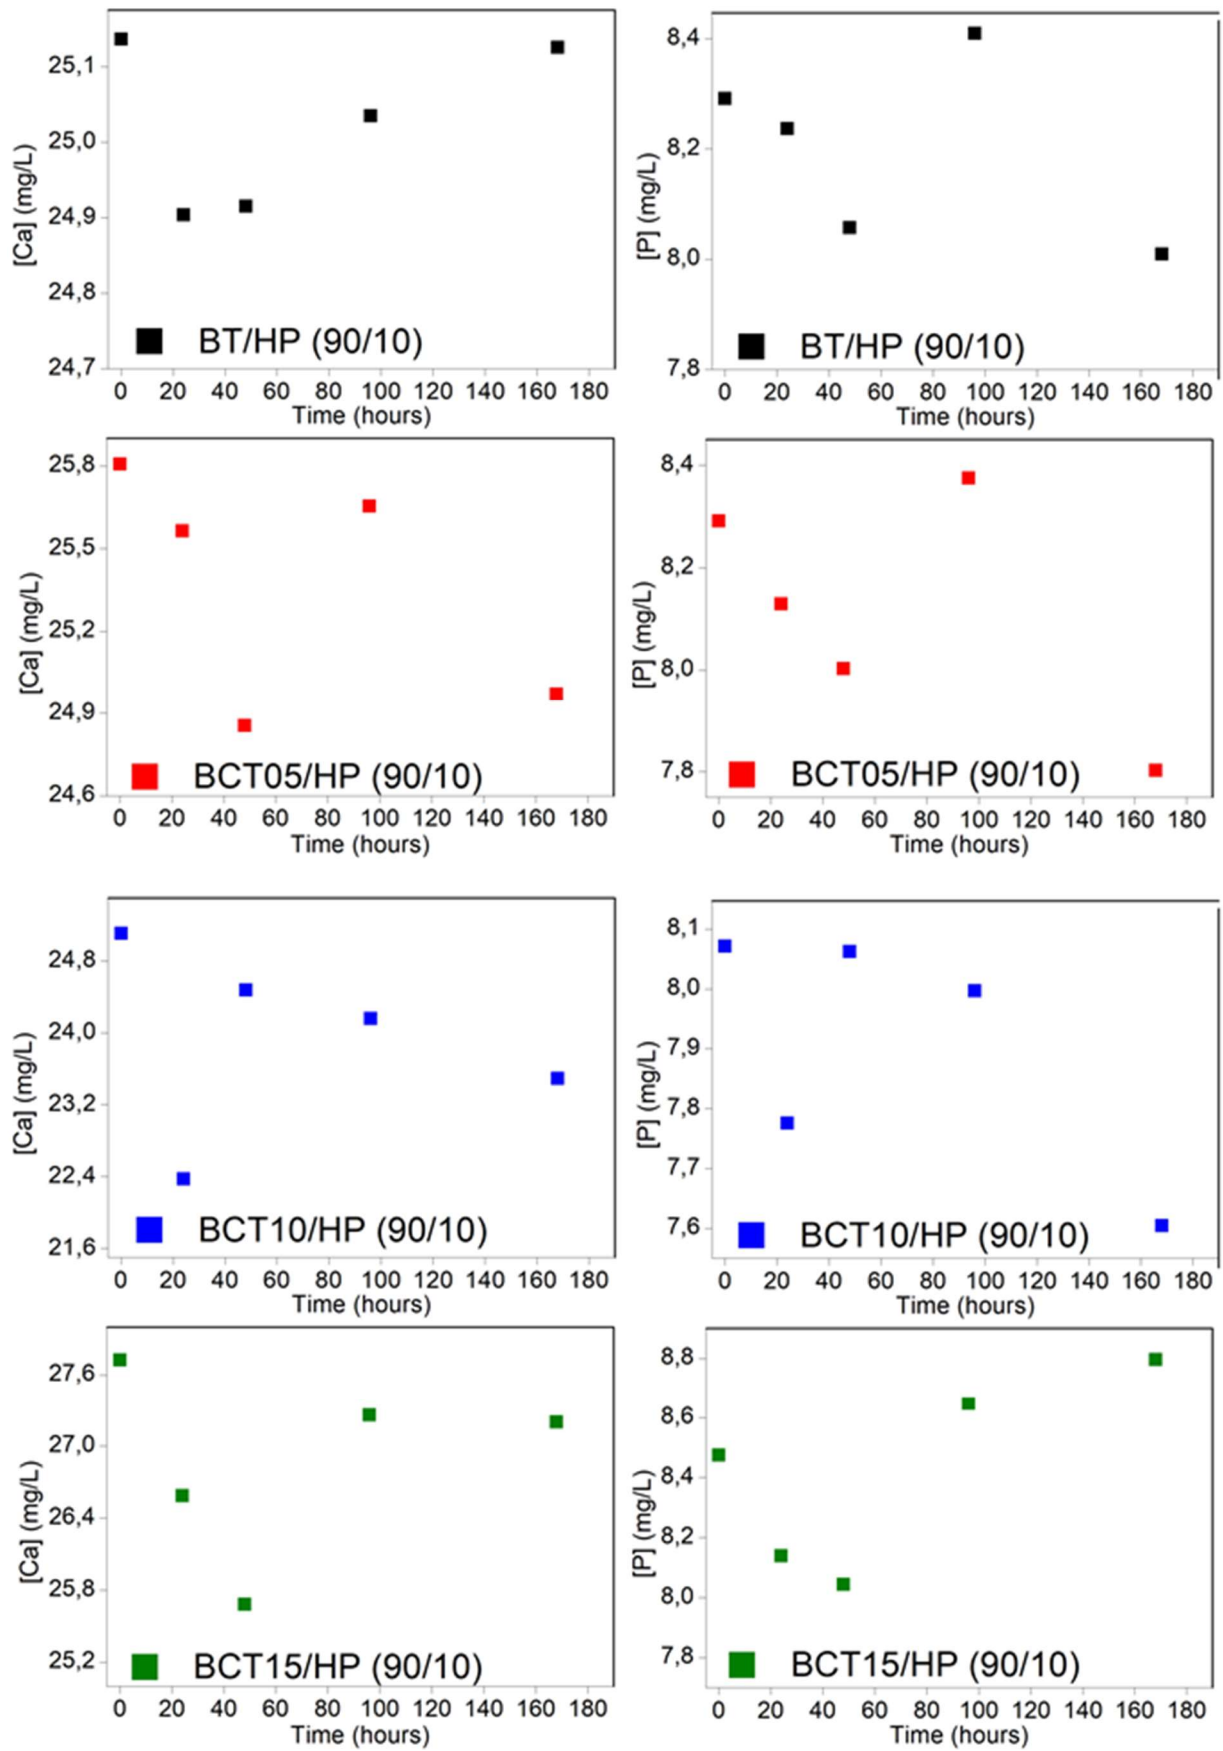 25,1
25,0
24,9
24,8
24,7
[Ca] (mg/L)
BT/HP (90/10)
0 20 40 60 80 100 120 140 160 180
Time (hours)
8,4
8,2
8,0
7,8
[P] (mg/L)
BT/HP (90/10)
0 20 40 60 80 100 120 140 160 180
Time (hours)
25,8
25,5
25,2
24,9
24,6
[Ca] (mg/L)
BCT05/HP (90/10)
0 20 40 60 80 100 120 140 160 180
Time (hours)
8,4
8,2
8,0
7,8
[P] (mg/L)
BCT05/HP (90/10)
0 20 40 60 80 100 120 140 160 180
Time (hours)
24,8
24,0
23,2
22,4
21,6
[Ca] (mg/L)
BCT10/HP (90/10)
0 20 40 60 80 100 120 140 160 180
Time (hours)
8,1
8,0
7,9
7,8
7,7
7,6
[P] (mg/L)
BCT10/HP (90/10)
0 20 40 60 80 100 120 140 160 180
Time (hours)
27,6
27,0
26,4
25,8
25,2
[Ca] (mg/L)
BCT15/HP (90/10)
0 20 40 60 80 100 120 140 160 180
Time (hours)
8,8
8,6
8,4
8,2
8,0
7,8
[P] (mg/L)
BCT15/HP (90/10)
0 20 40 60 80 100 120 140 160 180
Time (hours)